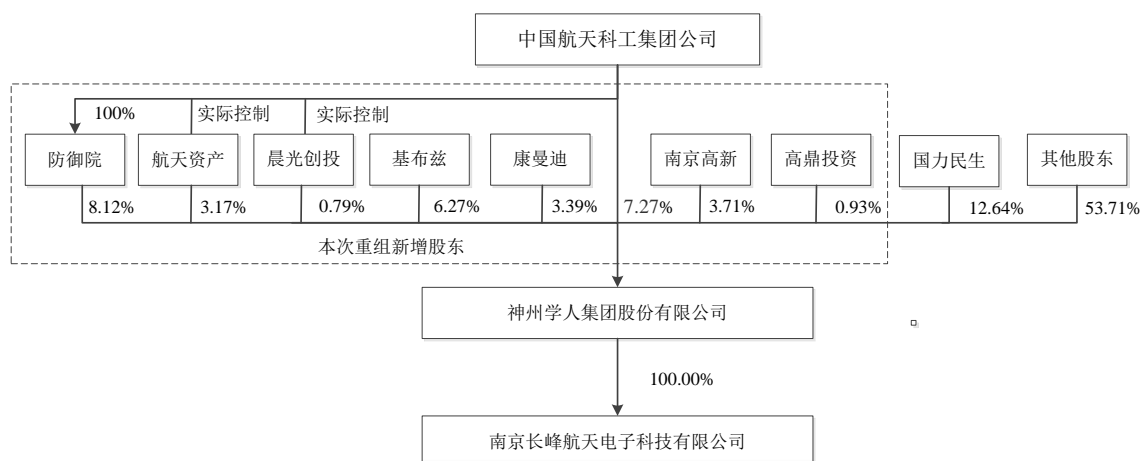 中国航天科工集团公司
100%
实际控制
实际控制
防御院
航天资产
晨光创投
基布兹
康曼迪
南京高新
高鼎投资
国力民生
其他股东
8.12%
3.17%
0.79%
6.27%
3.39%
7.27%
3.71%
0.93%
12.64%
53.71%
本次重组新增股东
神州学人集团股份有限公司
100.00%
南京长峰航天电子科技有限公司